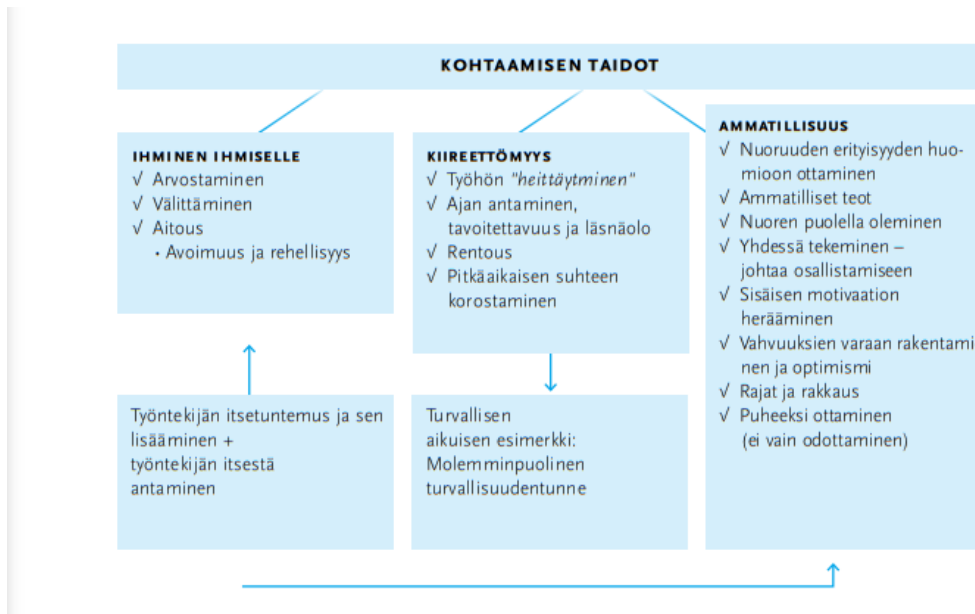 KOHTAAMISEN TAIDOT
IHMINEN IHMISELLE
√ Arvostaminen
√ Välittäminen
√ Aitous
• Avoimuus ja rehellisyys
KIIREETTÖMYYS
√ Työhön "heittäytminen"
√ Ajan antaminen,
tavoitettavuus ja läsnäolo
√ Rentous
√ Pitkäaikaisen suhteen
korostaminen
AMMATILLISUUS
√ Nuoruuden erityisyyden huo-
mioon ottaminen
√ Ammatilliset teot
√ Nuoren puolella oleminen
√ Yhdessä tekeminen –
johtaa osallistamiseen
√ Sisäisen motivaation
herääminen
√ Vahvuuksien varaan rakentami
nen ja optimismi
√ Rajat ja rakkaus
√ Puheeksi ottaminen
(ei vain odottaminen)
Työntekijän itsetuntemus ja sen
lisääminen +
työntekijän itsestä
antaminen
Turvallisen
aikuisen esimerkki:
Molemminpuolinen
turvallisuudentunne